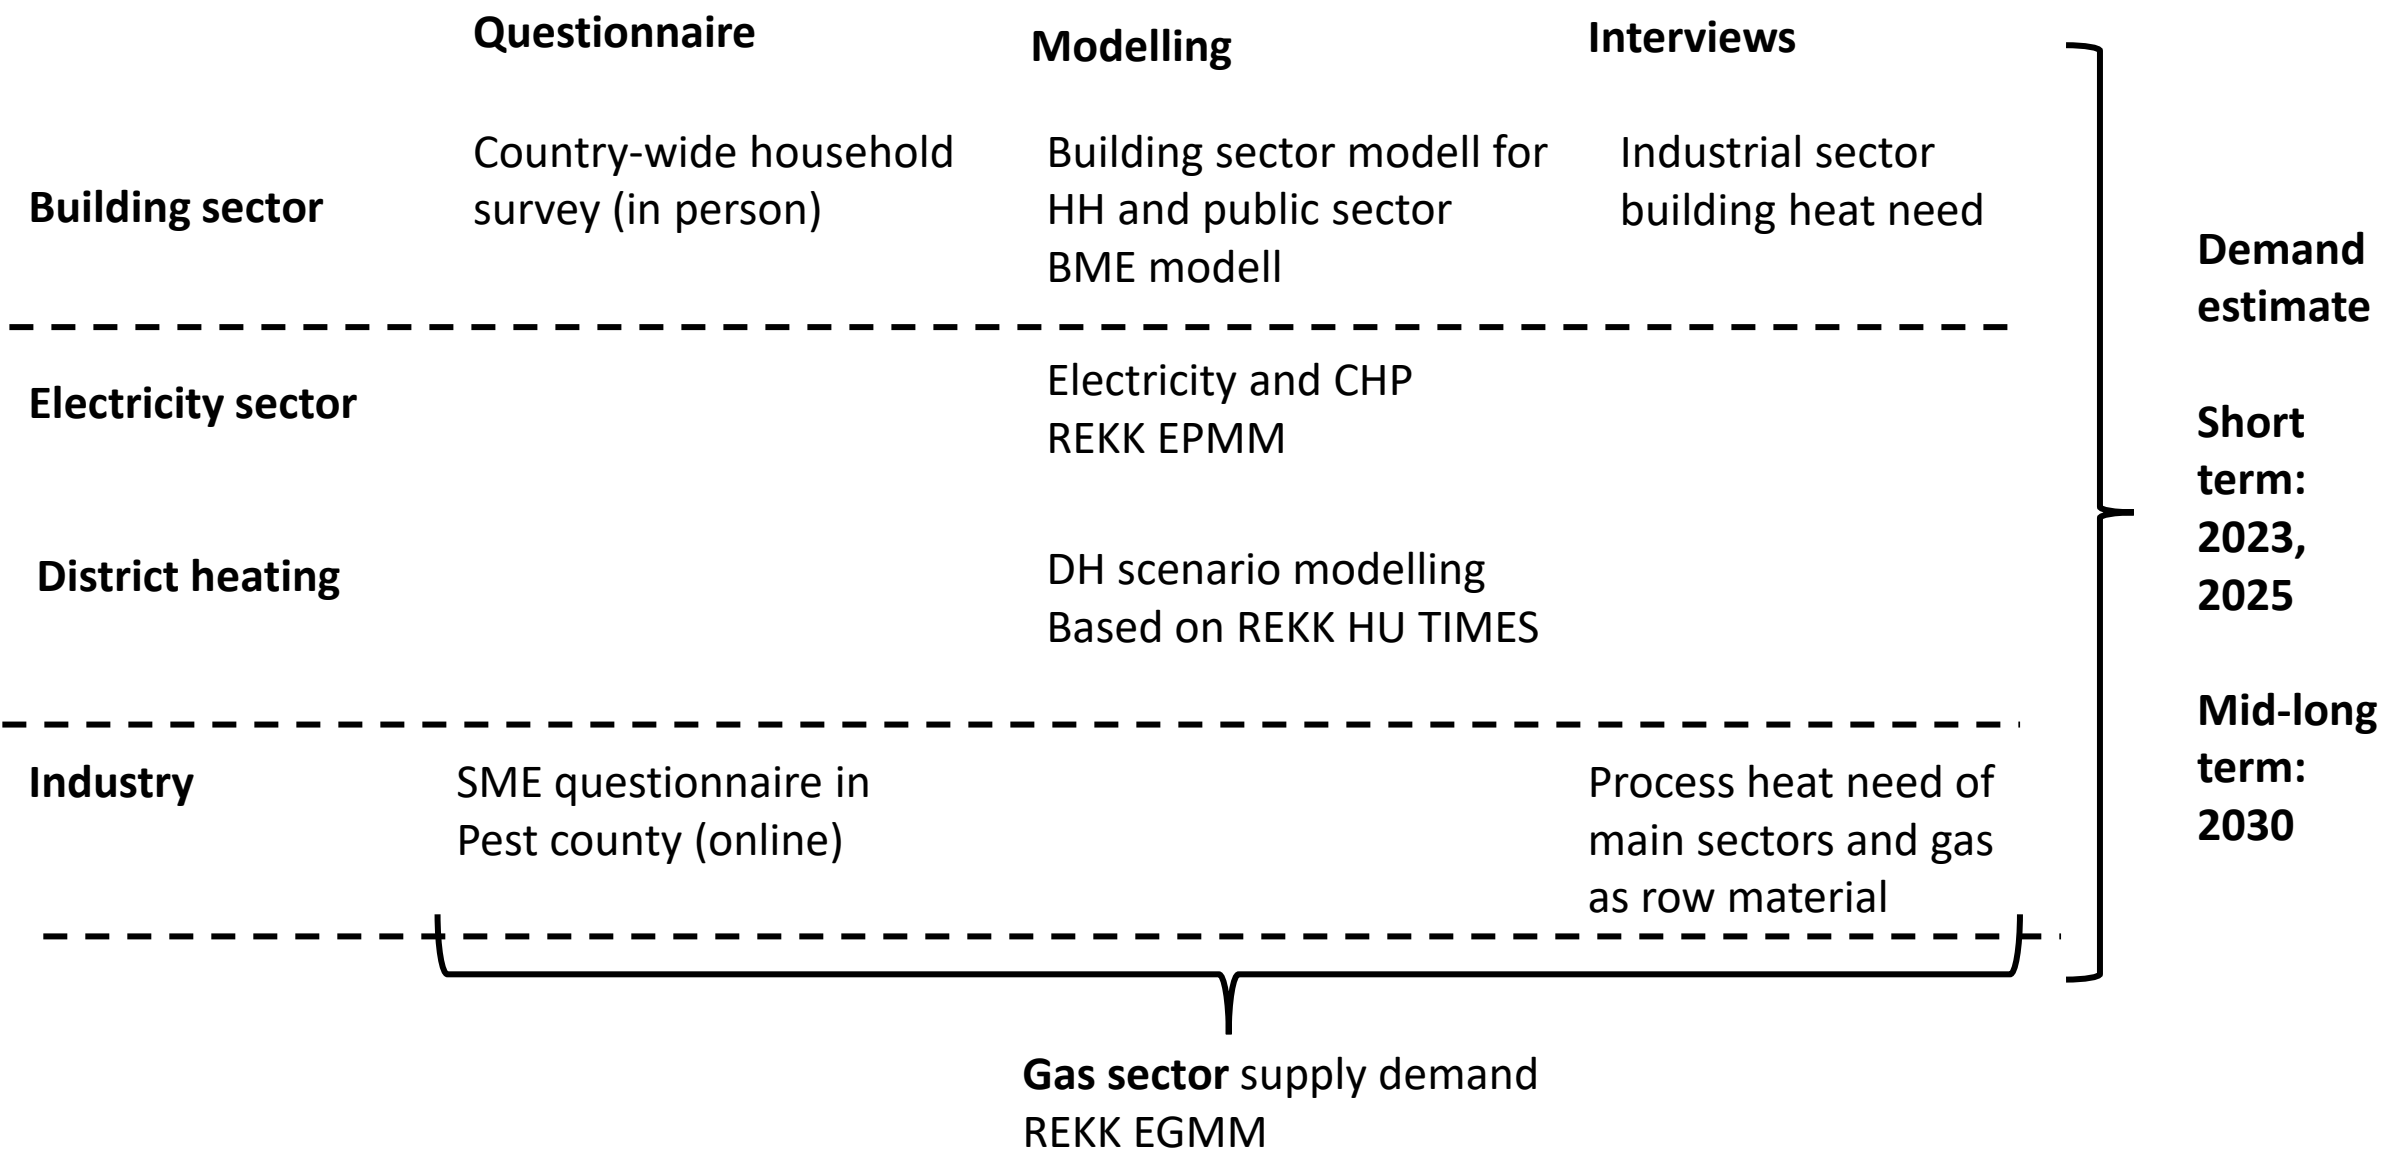 Questionnaire
Modelling
Interviews
Building sector
Country-wide household
survey (in person)
Building sector modell for
HH and public sector
BME modell
Industrial sector
building heat need
Electricity sector
Electricity and CHP
REKK EPMM
District heating
DH scenario modelling
Based on REKK HU TIMES
Industry
SME questionnaire in
Pest county (online)
Process heat need of
main sectors and gas
as row material
Demand
estimate
Short
term:
2023,
2025
Mid-long
term:
2030
Gas sector supply demand
REKK EGMM